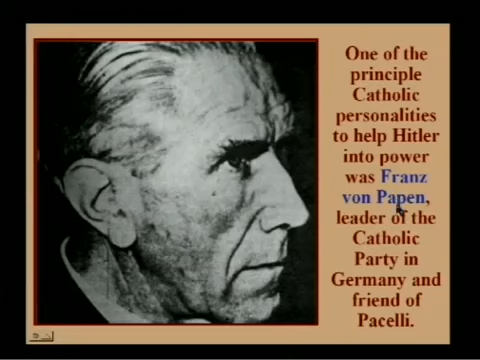 One of the
principle
Catholic
personalities
to help Hitler
into power
was Franz
von Papen,
leader of the
Catholic
Party in
Germany and
friend of
Pacelli.